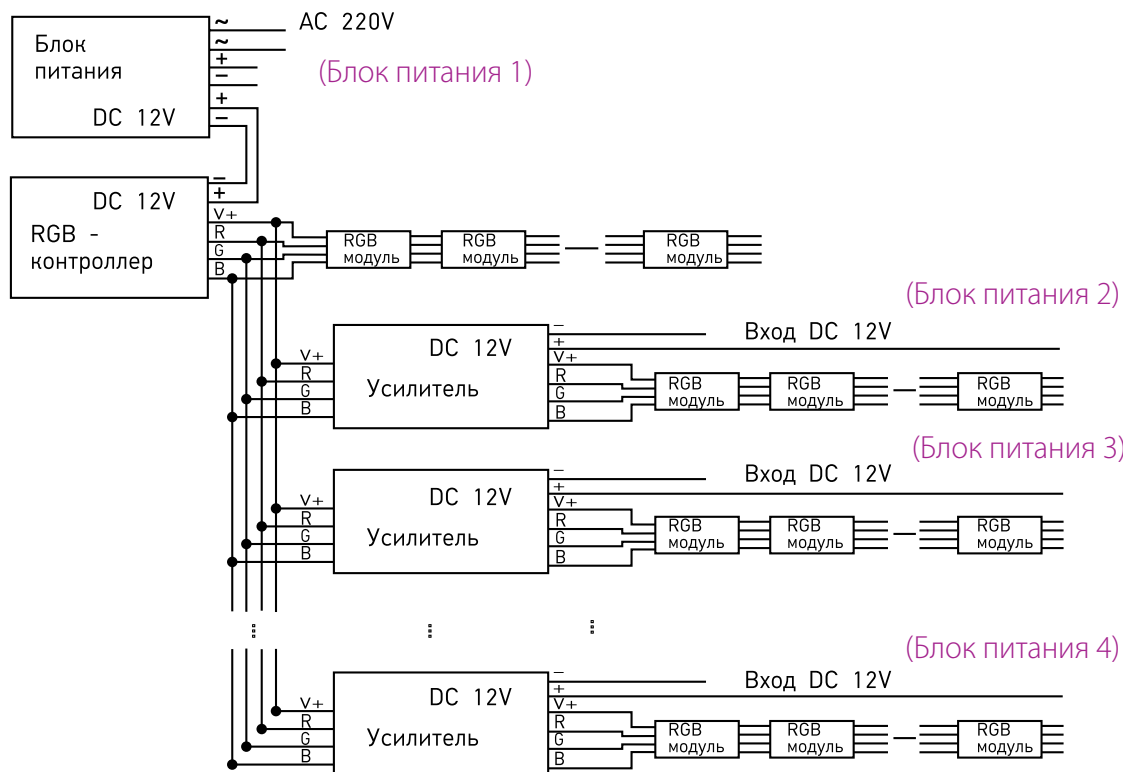 ~ AC 220V
~
Блок питания
+
−
(Блок питания 1)
+
DC 12V −
−
DC 12V +
RGB - контроллер
V+
R
G
B
RGB модуль RGB модуль RGB модуль
(Блок питания 2)
− Вход DC 12V
DC 12V +
V+ V+
R Усилитель R
G G
B B
RGB модуль RGB модуль RGB модуль
(Блок питания 3)
− Вход DC 12V
DC 12V +
V+ V+
R Усилитель R
G G
B B
RGB модуль RGB модуль RGB модуль
(Блок питания 4)
− Вход DC 12V
DC 12V +
V+ V+
R Усилитель R
G G
B B
RGB модуль RGB модуль RGB модуль